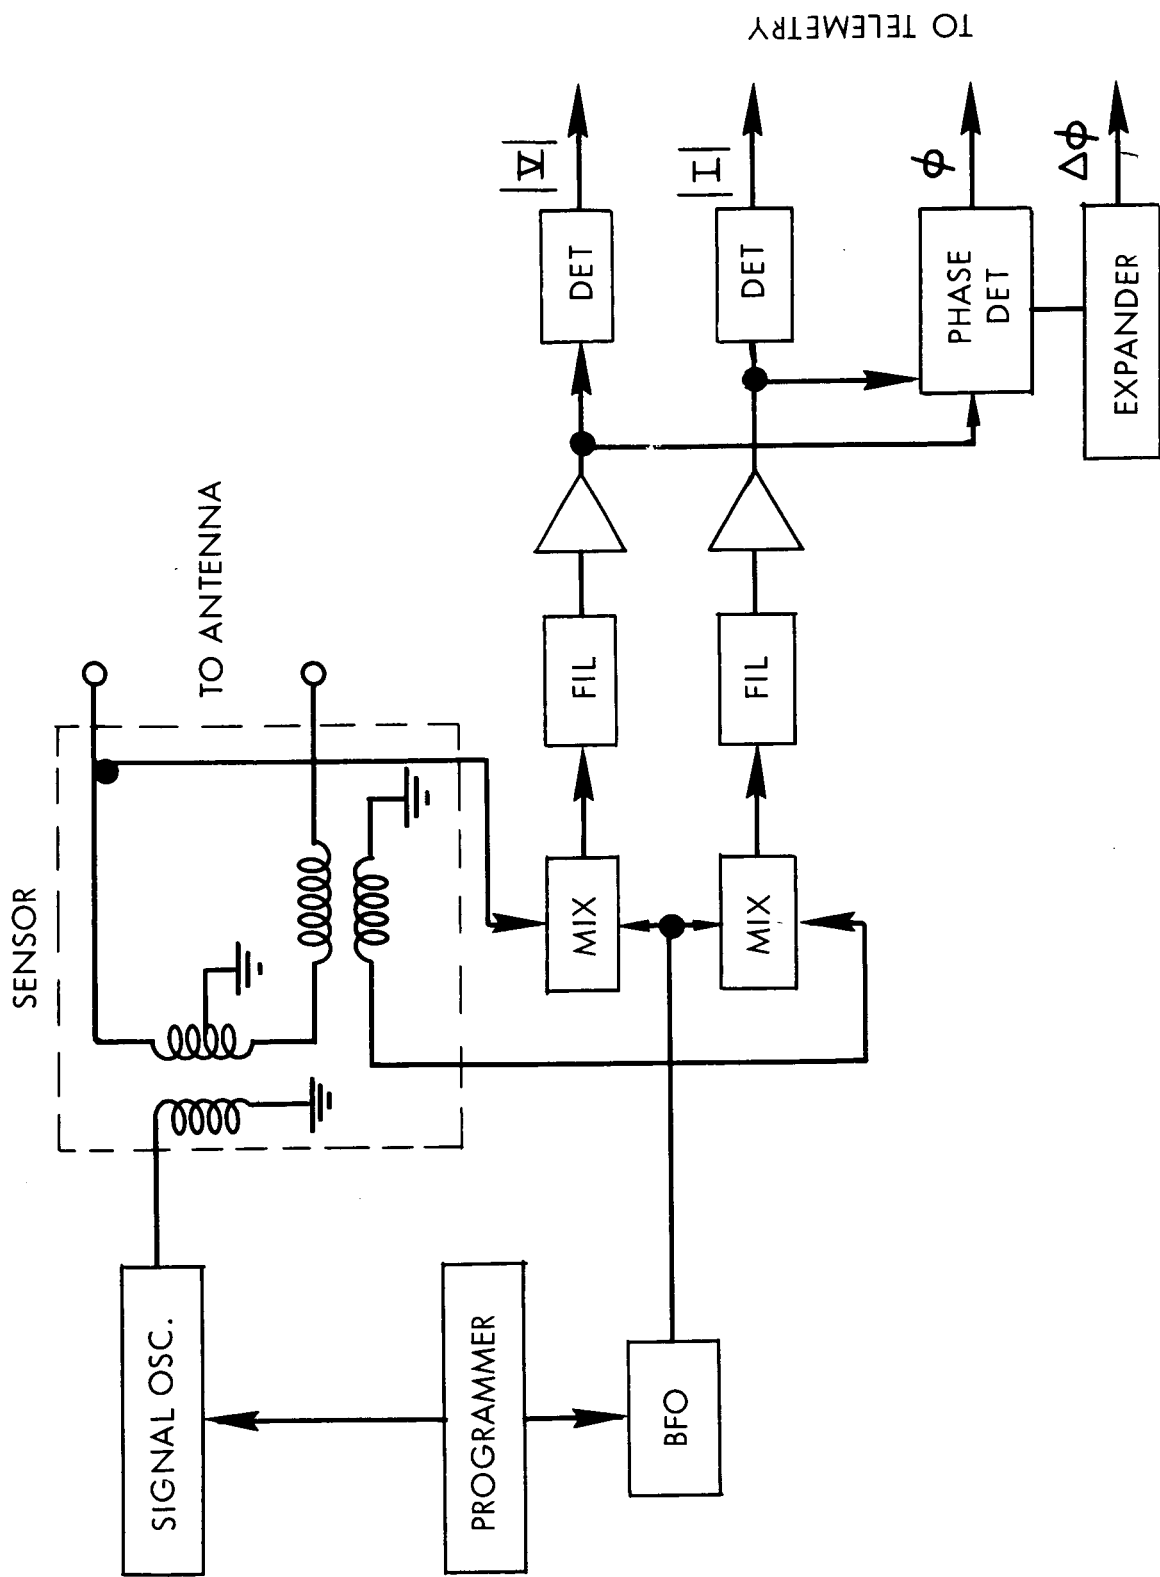 SENSOR
TO ANTENNA
SIGNAL OSC.
PROGRAMMER
BFO
MIX
FIL
DET
|V|
MIX
FIL
DET
|I|
PHASE
DET
ϕ
EXPANDER
Δϕ
TO TELEMETRY